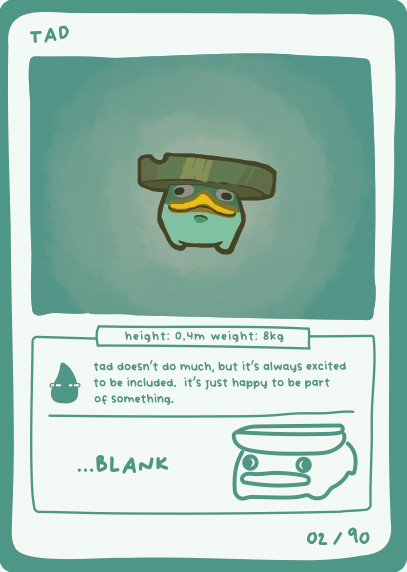 TAD
height: 0.4m weight: 8kg
tad doesn't do much, but it's always excited
to be included. it's just happy to be part
of something.
...BLANK
02 / 90